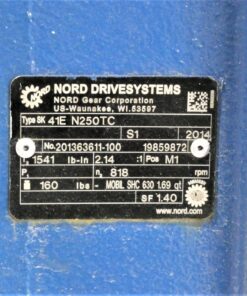 NORD DRIVESYSTEMS
NORD Gear Corporation
US-Waunakee, WI.53597
Type SK 41E N250TC
S1 2014
No.201363611-100 19859872
1541 lb-in 2.14 :1 Pos M1
P₁ n₂ 818 rpm
160 lbs - MOBIL SHC 630 1.69 qt
SF 1.40
www.nord.com